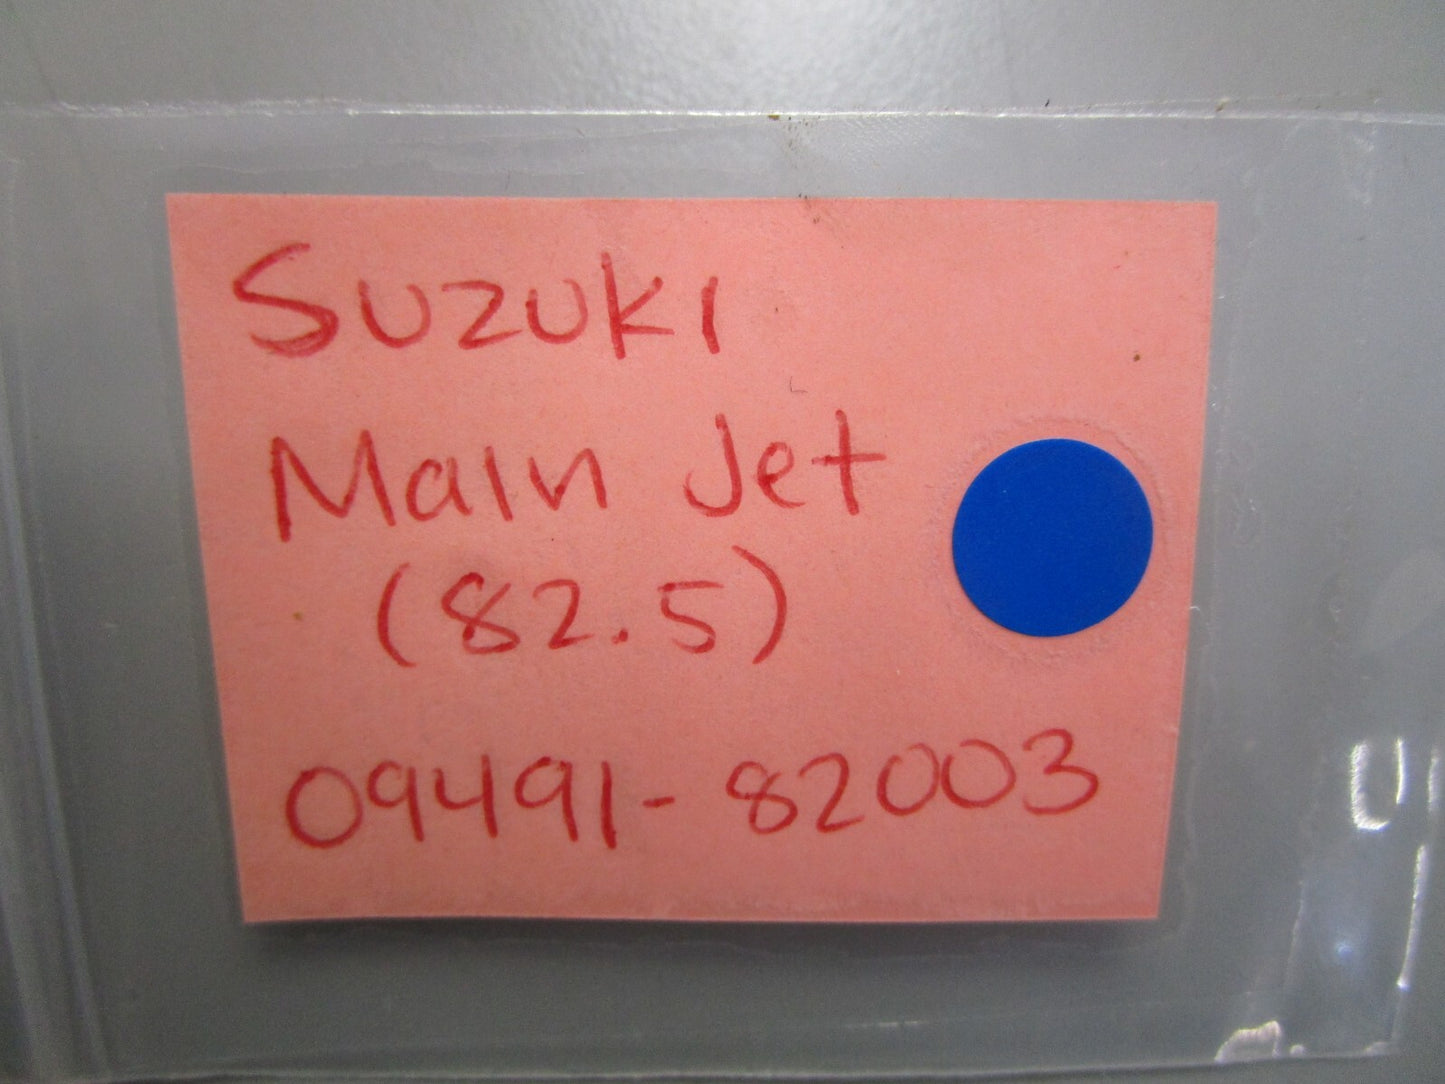 Suzuki
Main Jet
(82.5)
09491-82003